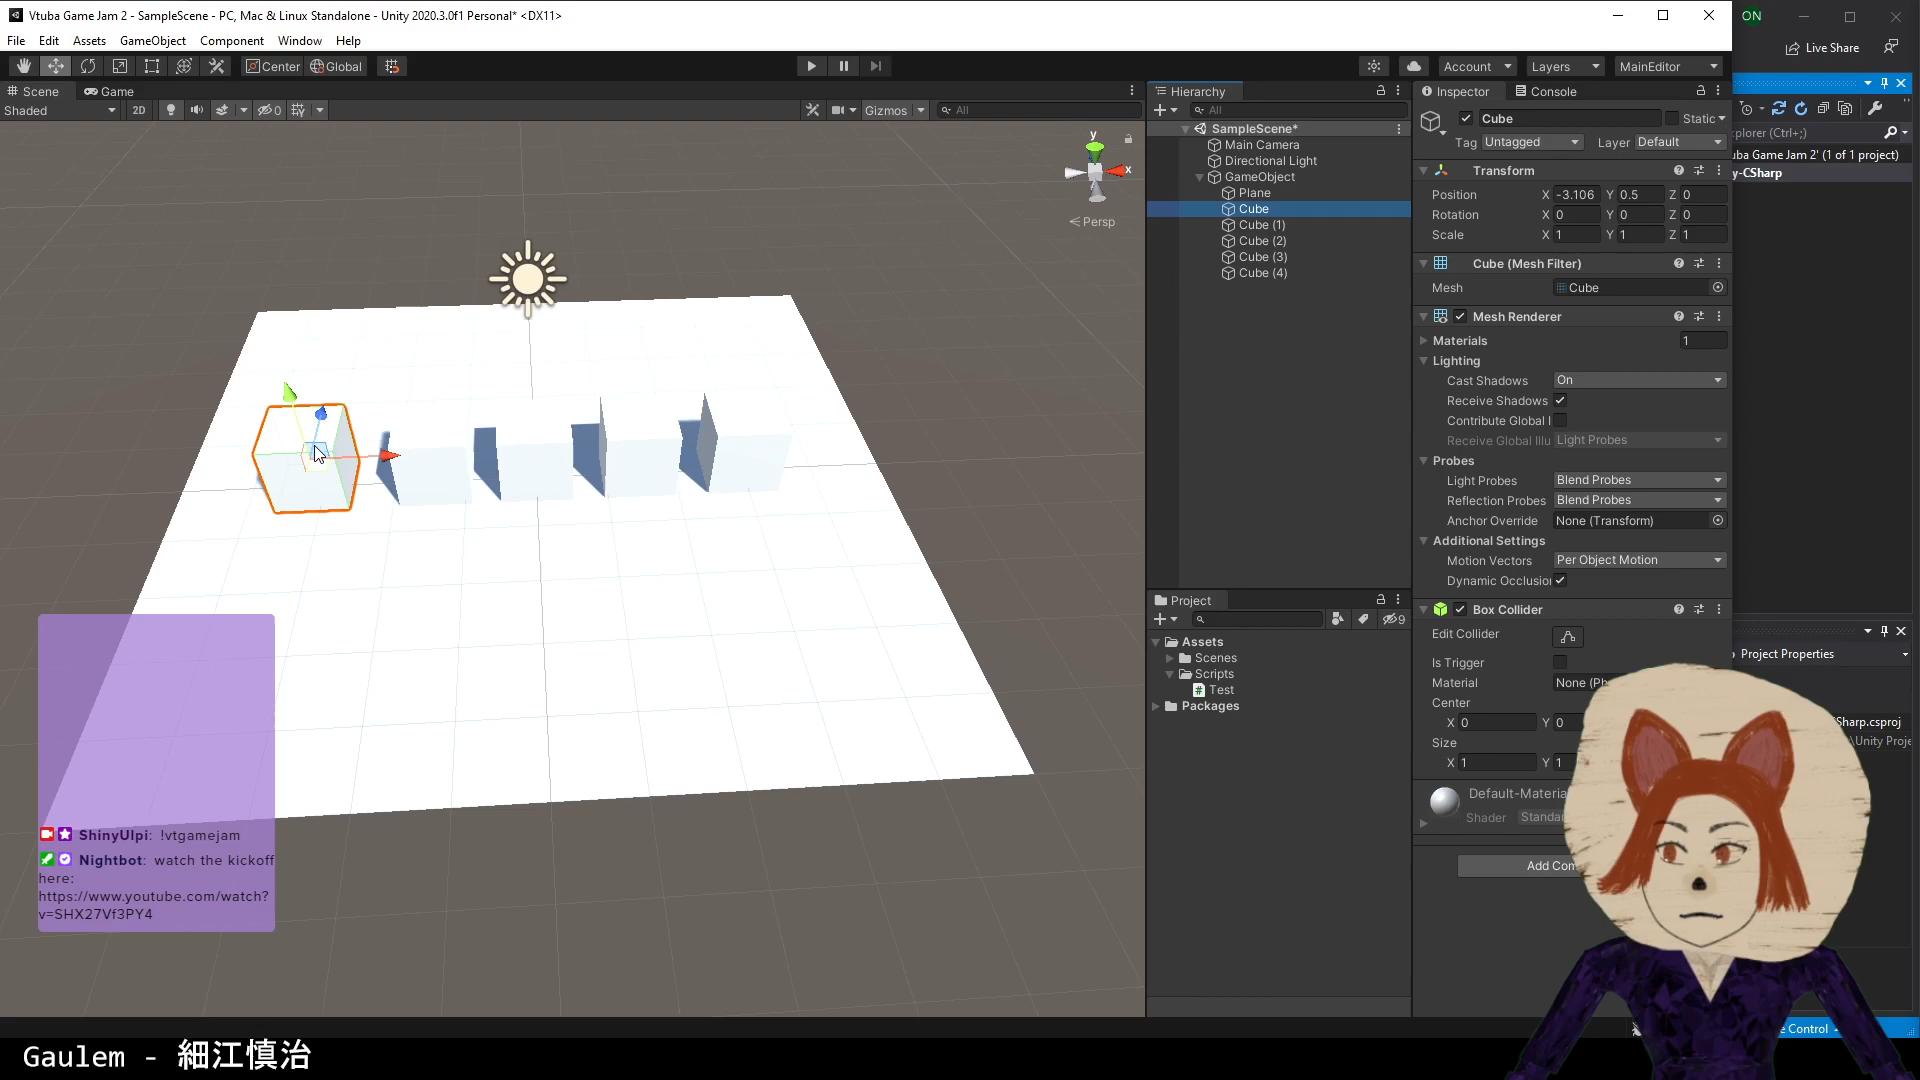 Vtuba Game Jam 2 - SampleScene - PC, Mac & Linux Standalone - Unity 2020.3.0f1 Personal* <DX11>
File Edit Assets GameObject Component Window Help
Center Global
Account Layers MainEditor
Scene Game
Shaded 2D 0 Gizmos All
y
x
Persp
Hierarchy
All
SampleScene*
Main Camera
Directional Light
GameObject
Plane
Cube
Cube (1)
Cube (2)
Cube (3)
Cube (4)
Project
9
Assets
Scenes
Scripts
Test
Packages
Inspector Console
Cube Static
Tag Untagged Layer Default
Transform
Position X -3.106 Y 0.5 Z 0
Rotation X 0 Y 0 Z 0
Scale X 1 Y 1 Z 1
Cube (Mesh Filter)
Mesh Cube
Mesh Renderer
Materials 1
Lighting
Cast Shadows On
Receive Shadows
Contribute Global I
Receive Global Illu Light Probes
Probes
Light Probes Blend Probes
Reflection Probes Blend Probes
Anchor Override None (Transform)
Additional Settings
Motion Vectors Per Object Motion
Dynamic Occlusio
Box Collider
Edit Collider
Is Trigger
Material None (Ph
Center
X 0 Y 0
Size
X 1 Y 1
Default-Materia
Shader Standa
Add Com
ON
Live Share
plorer (Ctrl+;)
uba Game Jam 2' (1 of 1 project)
y-CSharp
Project Properties
Sharp.csproj
\Unity Proje
e Control
ShinyUlpi: !vtgamejam
Nightbot: watch the kickoff
here:
https://www.youtube.com/watch?
v=SHX27Vf3PY4
Gaulem - 細江慎治